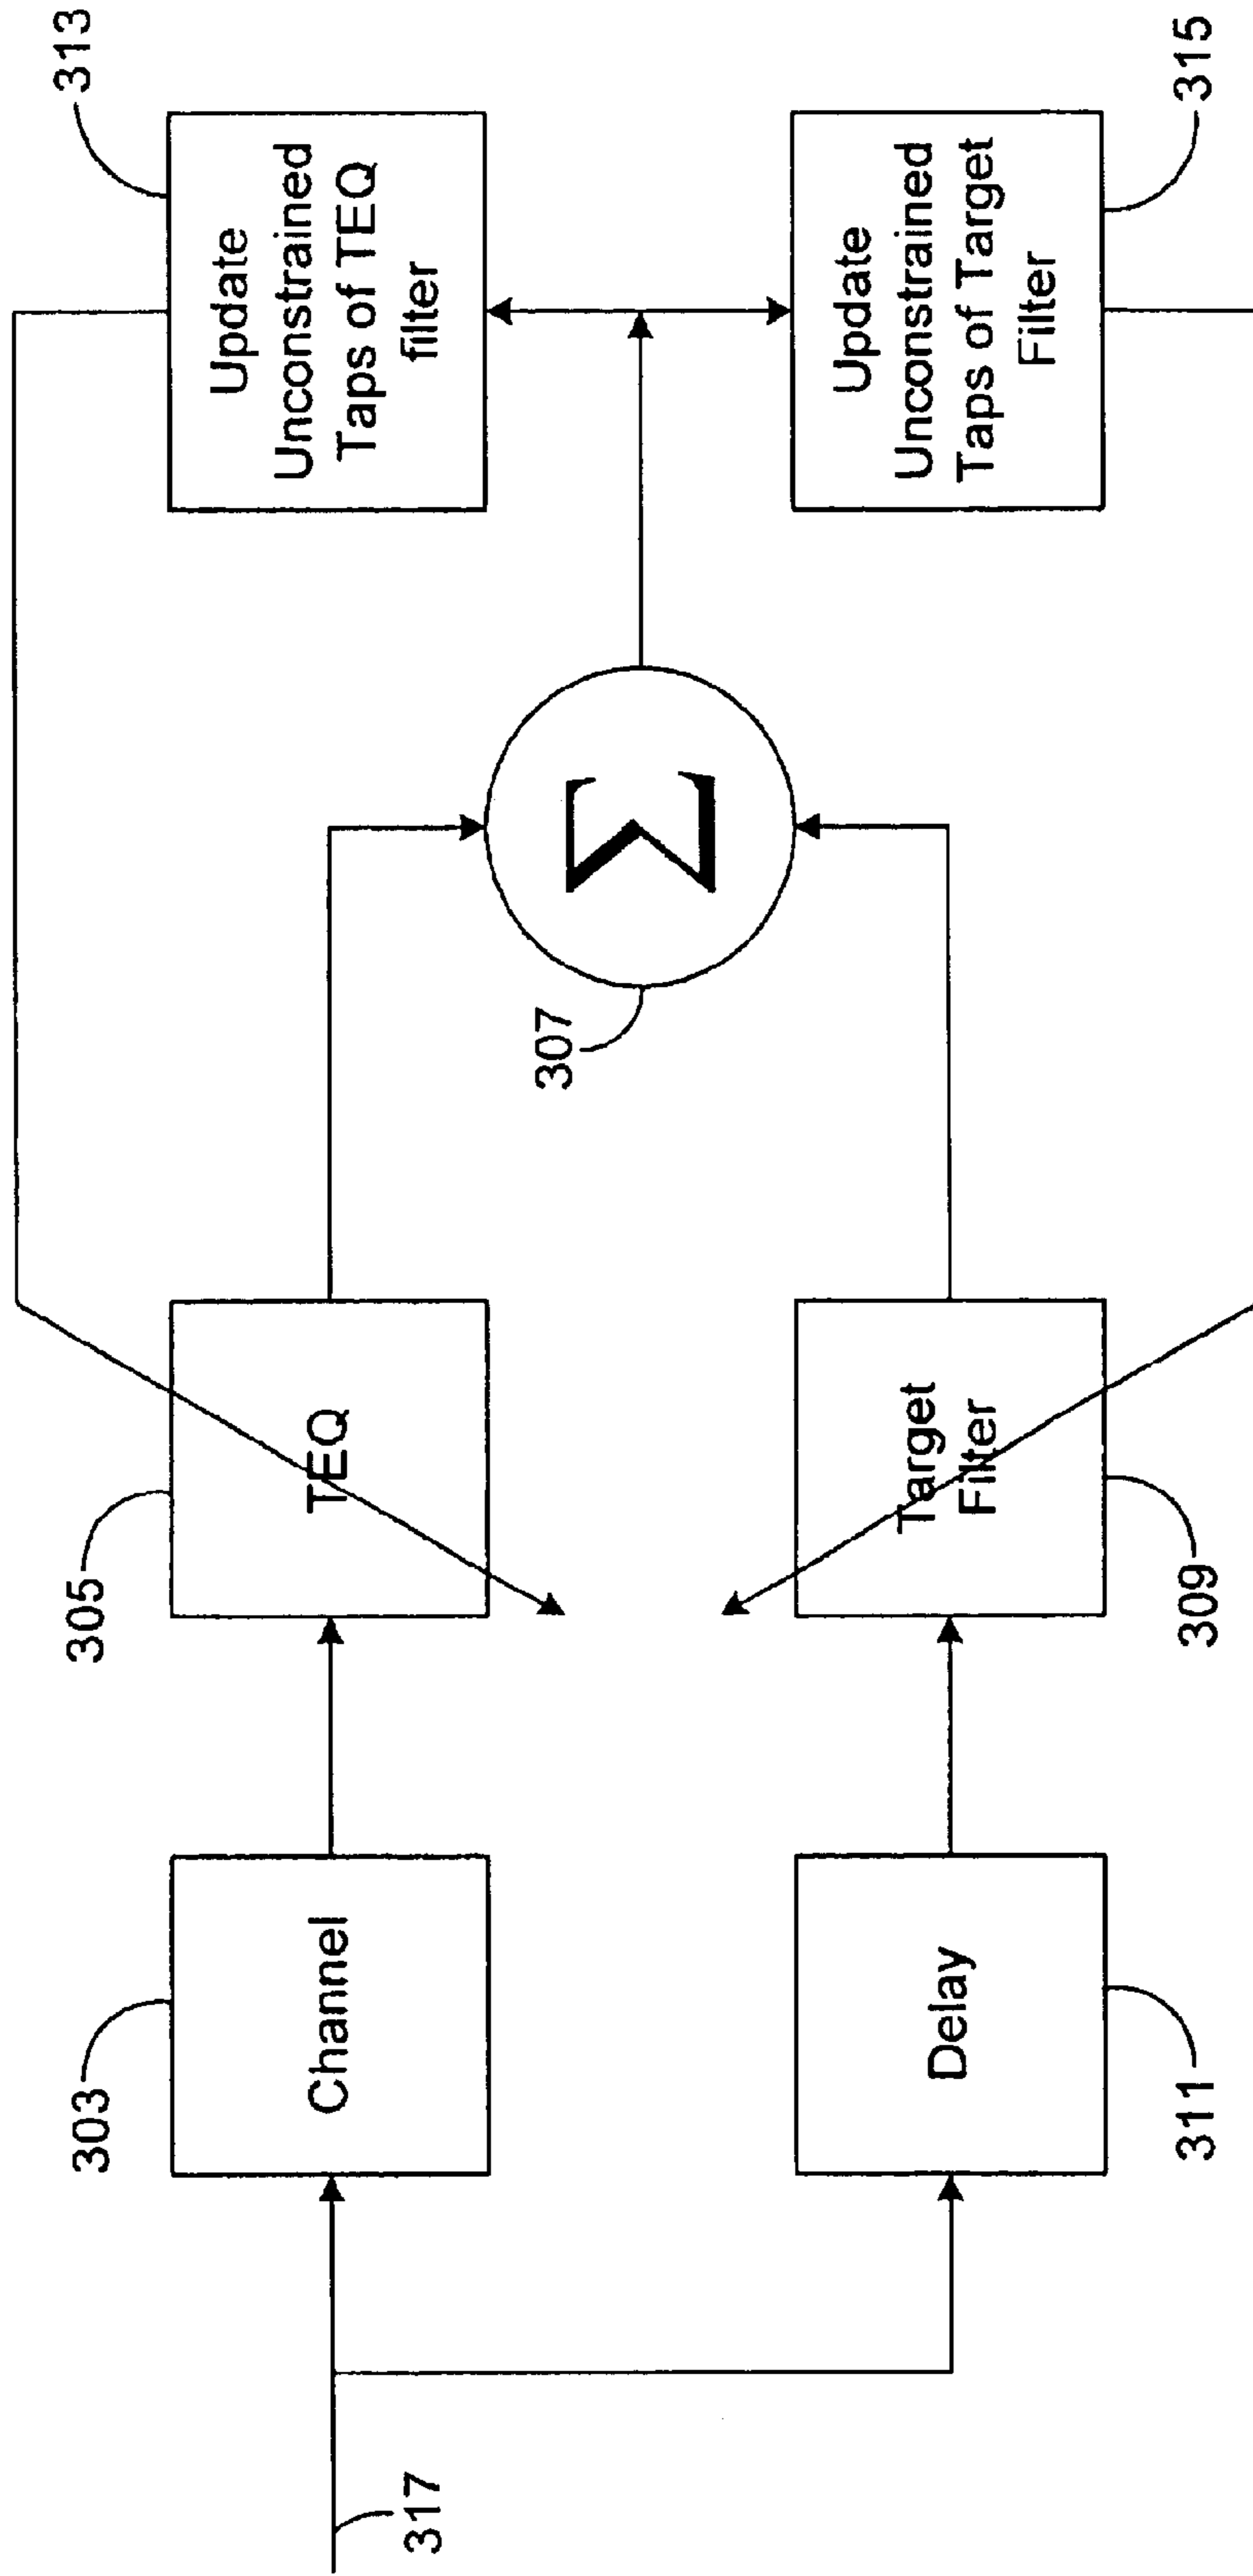 313
Update
Unconstrained
Taps of TEQ
filter
305
TEQ
303
Channel
307
Σ
317
Delay
311
Target
Filter
309
Update
Unconstrained
Taps of Target
Filter
315